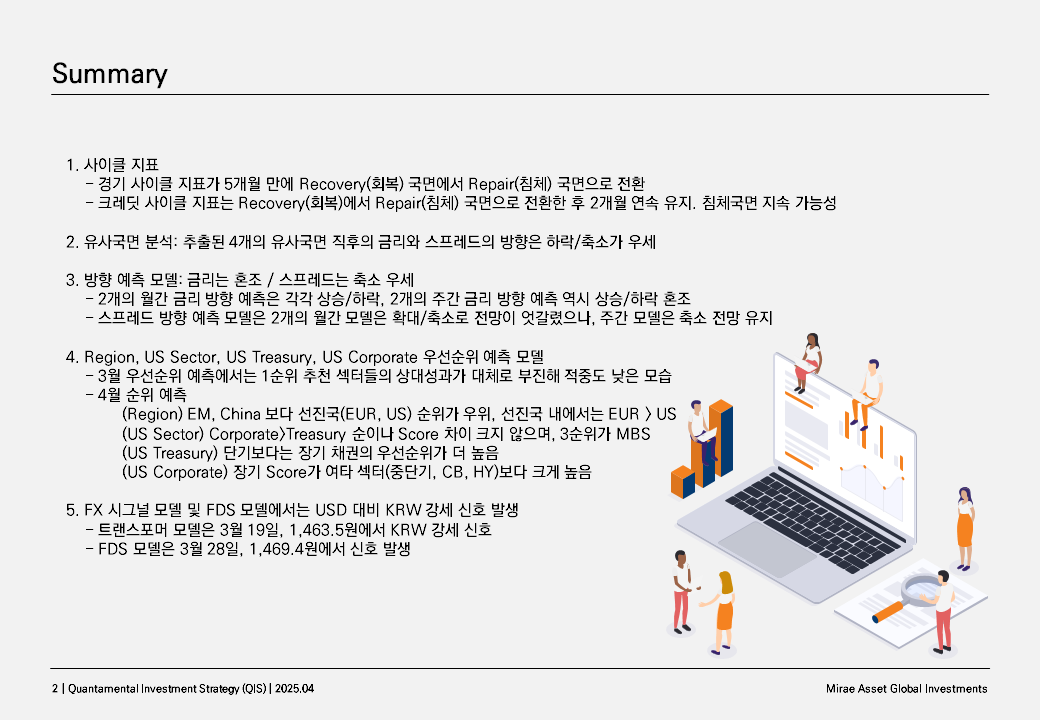 Summary
1. 사이클 지표
– 경기 사이클 지표가 5개월 만에 Recovery(회복) 국면에서 Repair(침체) 국면으로 전환
– 크레딧 사이클 지표는 Recovery(회복)에서 Repair(침체) 국면으로 전환한 후 2개월 연속 유지. 침체국면 지속 가능성
2. 유사국면 분석: 추출된 4개의 유사국면 직후의 금리와 스프레드의 방향은 하락/축소가 우세
3. 방향 예측 모델: 금리는 혼조 / 스프레드는 축소 우세
– 2개의 월간 금리 방향 예측은 각각 상승/하락, 2개의 주간 금리 방향 예측 역시 상승/하락 혼조
– 스프레드 방향 예측 모델은 2개의 월간 모델은 확대/축소로 전망이 엇갈렸으나, 주간 모델은 축소 전망 유지
4. Region, US Sector, US Treasury, US Corporate 우선순위 예측 모델
– 3월 우선순위 예측에서는 1순위 추천 섹터들의 상대성과가 대체로 부진해 적중도 낮은 모습
– 4월 순위 예측
(Region) EM, China 보다 선진국(EUR, US) 순위가 우위, 선진국 내에서는 EUR > US
(US Sector) Corporate>Treasury 순이나 Score 차이 크지 않으며, 3순위가 MBS
(US Treasury) 단기보다는 장기 채권의 우선순위가 더 높음
(US Corporate) 장기 Score가 여타 섹터(중단기, CB, HY)보다 크게 높음
5. FX 시그널 모델 및 FDS 모델에서는 USD 대비 KRW 강세 신호 발생
– 트랜스포머 모델은 3월 19일, 1,463.5원에서 KRW 강세 신호
– FDS 모델은 3월 28일, 1,469.4원에서 신호 발생
2 | Quantamental Investment Strategy (QIS) | 2025.04
Mirae Asset Global Investments